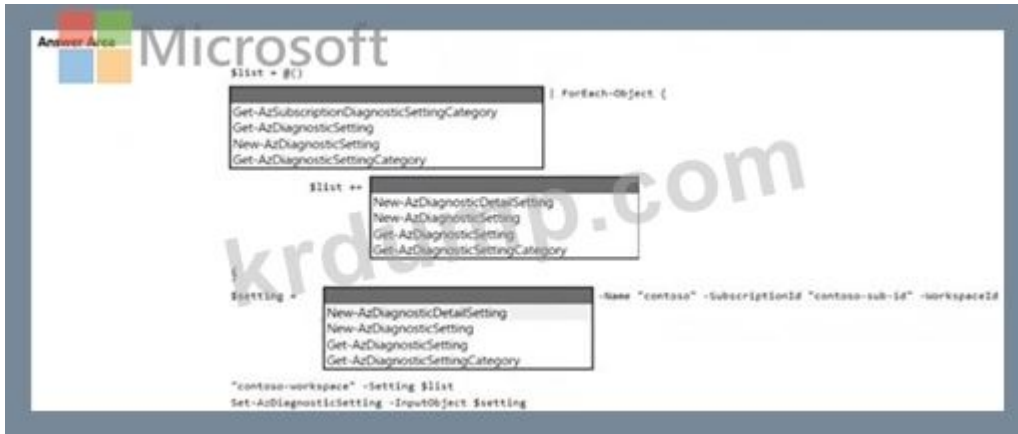 Answer Area
Microsoft
$list = @()
| ForEach-Object {
Get-AzSubscriptionDiagnosticSettingCategory
Get-AzDiagnosticSetting
New-AzDiagnosticSetting
Get-AzDiagnosticSettingCategory
$list +=
New-AzDiagnosticDetailSetting
New-AzDiagnosticSetting
Get-AzDiagnosticSetting
Get-AzDiagnosticSettingCategory
krdump.com
$setting =
-Name "contoso" -SubscriptionId "contoso-sub-id" -WorkspaceId
New-AzDiagnosticDetailSetting
New-AzDiagnosticSetting
Get-AzDiagnosticSetting
Get-AzDiagnosticSettingCategory
"contoso-workspace" -Setting $list
Set-AzDiagnosticSetting -InputObject $setting